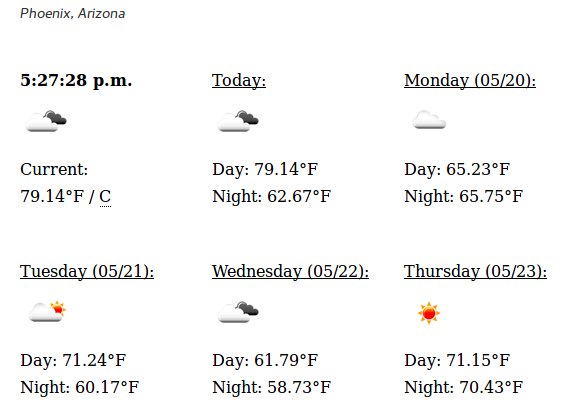 Phoenix, Arizona
5:27:28 p.m.
Current:
79.14°F / C
Today:
Day: 79.14°F
Night: 62.67°F
Monday (05/20):
Day: 65.23°F
Night: 65.75°F
Tuesday (05/21):
Day: 71.24°F
Night: 60.17°F
Wednesday (05/22):
Day: 61.79°F
Night: 58.73°F
Thursday (05/23):
Day: 71.15°F
Night: 70.43°F